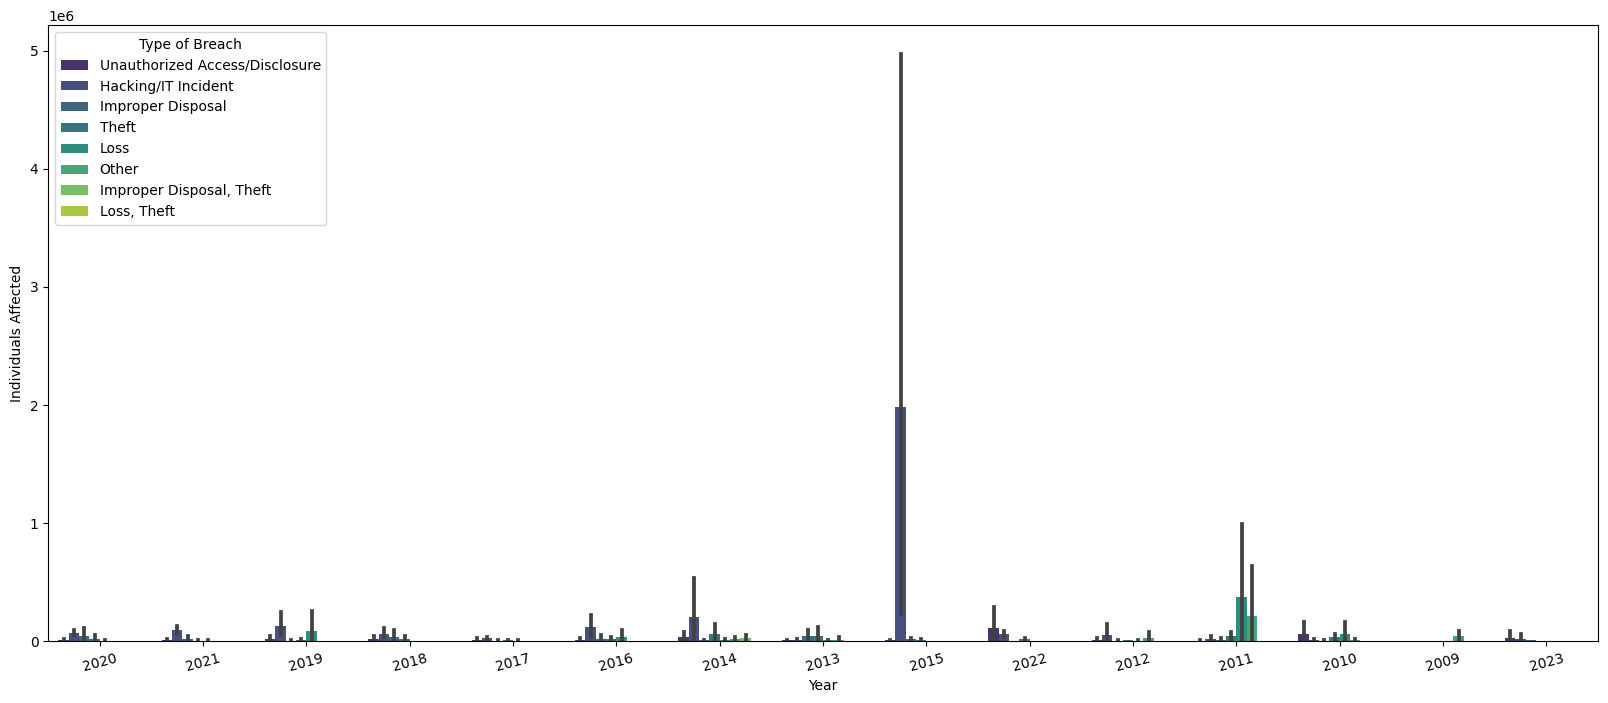 1e6
Type of Breach
Unauthorized Access/Disclosure
Hacking/IT Incident
Improper Disposal
Theft
Loss
Other
Improper Disposal, Theft
Loss, Theft
5
4
3
2
1
0
Individuals Affected
2020 2021 2019 2018 2017 2016 2014 2013 2015 2022 2012 2011 2010 2009 2023
Year